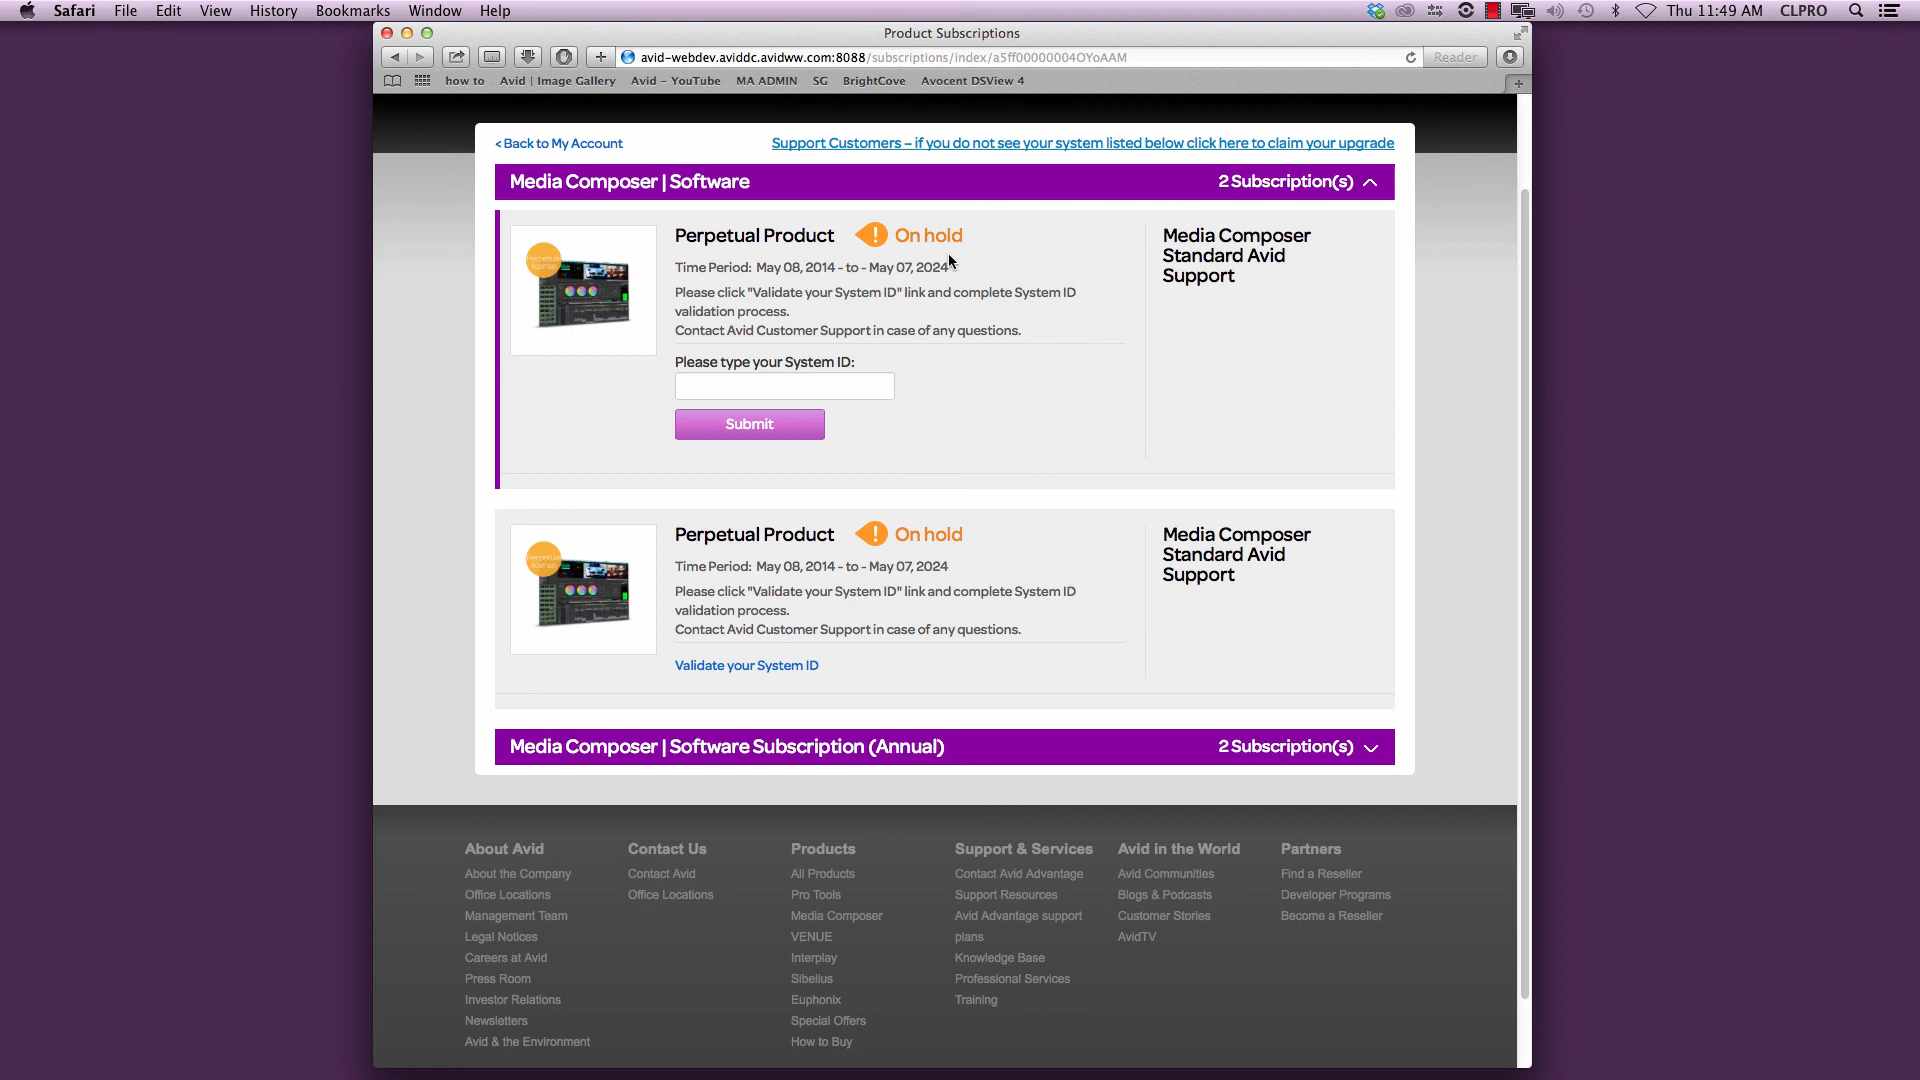 Safari File Edit View History Bookmarks Window Help Thu 11:49 AM CLPRO
Product Subscriptions
avid-webdev.aviddc.avidww.com:8088/subscriptions/index/a5ff00000004OYoAAM Reader
how to Avid | Image Gallery Avid – YouTube MA ADMIN SG BrightCove Avocent DSView 4
< Back to My Account Support Customers – if you do not see your system listed below click here to claim your upgrade
Media Composer | Software 2 Subscription(s)
Perpetual license
Perpetual Product ! On hold
Time Period: May 08, 2014 - to - May 07, 2024
Please click "Validate your System ID" link and complete System ID
validation process.
Contact Avid Customer Support in case of any questions.
Please type your System ID:
Submit
Media Composer
Standard Avid
Support
Perpetual license
Perpetual Product ! On hold
Time Period: May 08, 2014 - to - May 07, 2024
Please click "Validate your System ID" link and complete System ID
validation process.
Contact Avid Customer Support in case of any questions.
Validate your System ID
Media Composer
Standard Avid
Support
Media Composer | Software Subscription (Annual) 2 Subscription(s)
About Avid
About the Company
Office Locations
Management Team
Legal Notices
Careers at Avid
Press Room
Investor Relations
Newsletters
Avid & the Environment
Contact Us
Contact Avid
Office Locations
Products
All Products
Pro Tools
Media Composer
VENUE
Interplay
Sibelius
Euphonix
Special Offers
How to Buy
Support & Services
Contact Avid Advantage
Support Resources
Avid Advantage support
plans
Knowledge Base
Professional Services
Training
Avid in the World
Avid Communities
Blogs & Podcasts
Customer Stories
AvidTV
Partners
Find a Reseller
Developer Programs
Become a Reseller